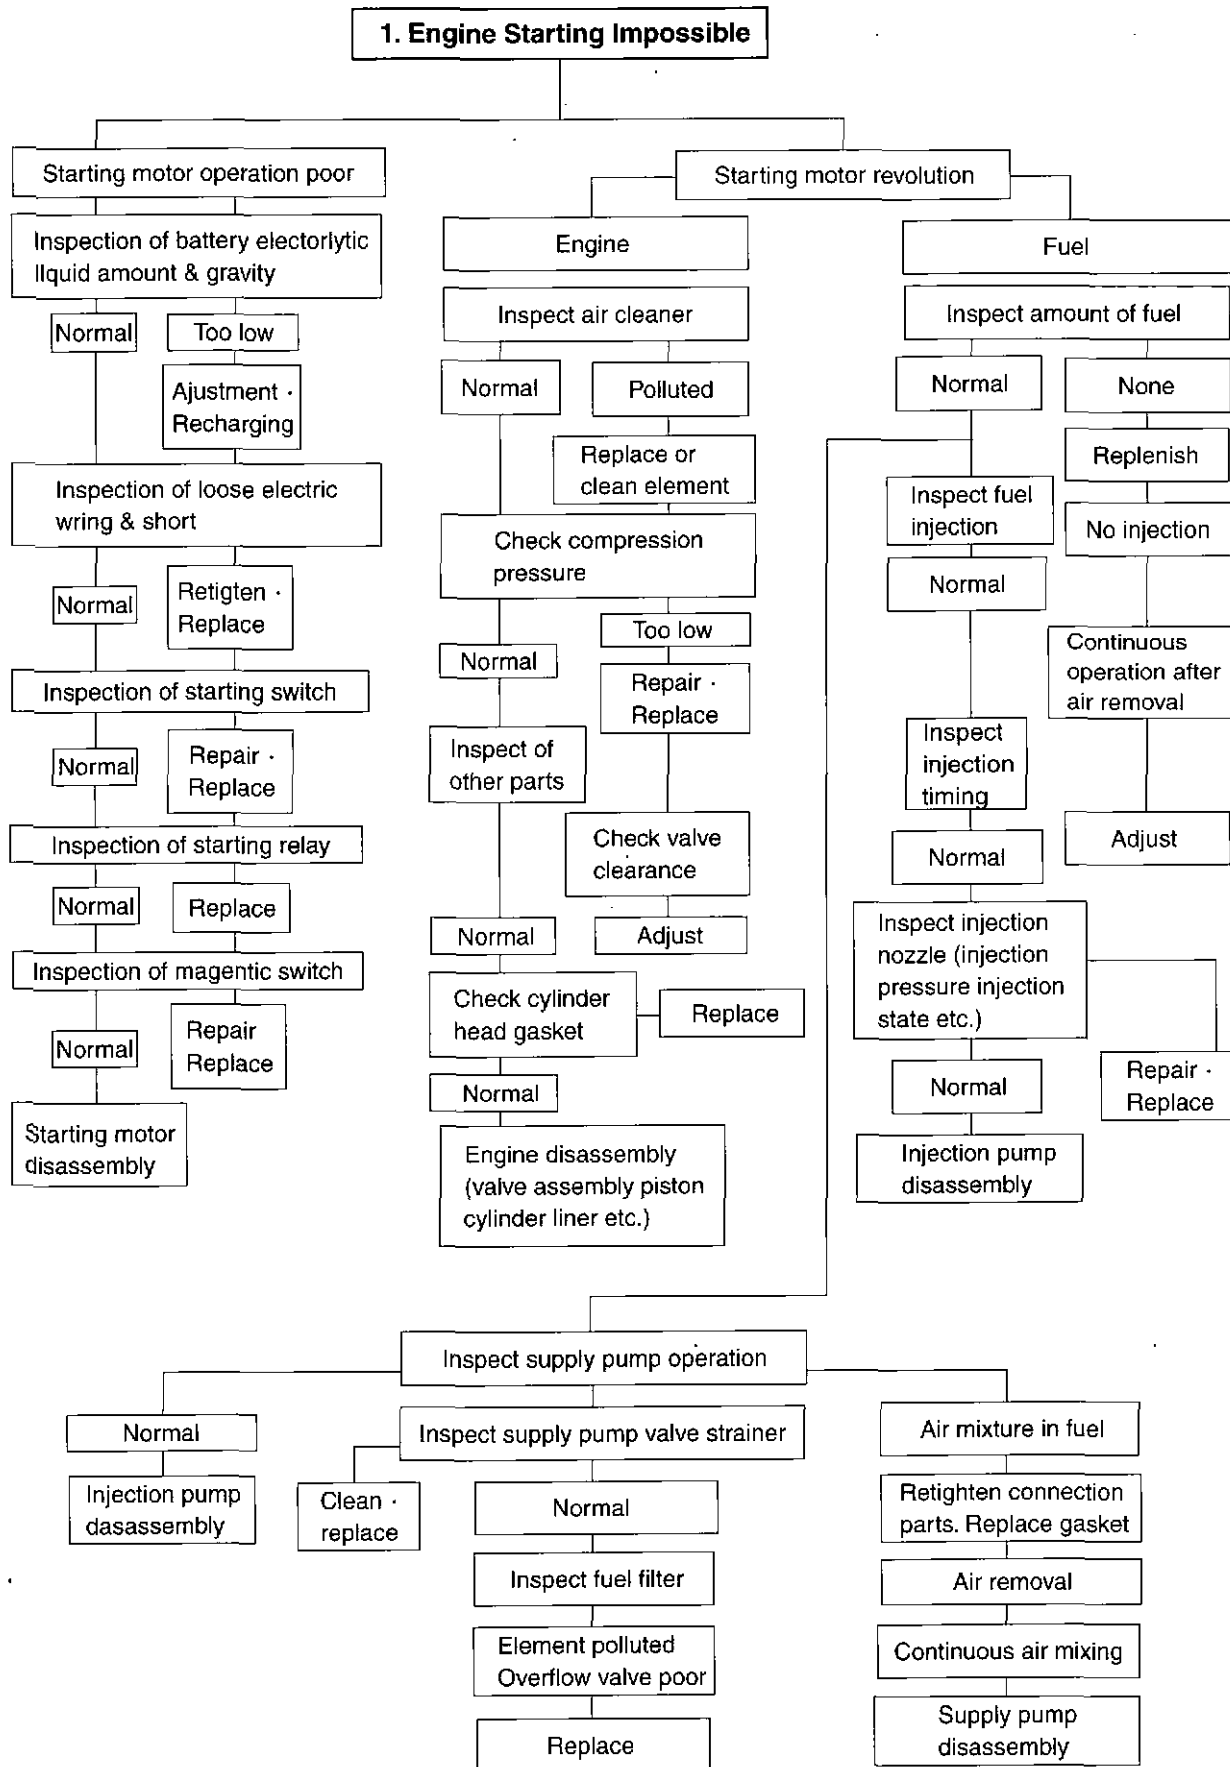 1. Engine Starting Impossible
Starting motor operation poor
Inspection of battery electorlytic
liquid amount & gravity
Normal
Too low
Ajustment ·
Recharging
Inspection of loose electric
wring & short
Normal
Retigten ·
Replace
Inspection of starting switch
Normal
Repair ·
Replace
Inspection of starting relay
Normal
Replace
Inspection of magentic switch
Normal
Repair
Replace
Starting motor
disassembly
Starting motor revolution
Engine
Inspect air cleaner
Normal
Polluted
Replace or
clean element
Check compression
pressure
Normal
Too low
Repair ·
Replace
Inspect of
other parts
Check valve
clearance
Normal
Adjust
Check cylinder
head gasket
Replace
Normal
Engine disassembly
(valve assembly piston
cylinder liner etc.)
Fuel
Inspect amount of fuel
Normal
None
Replenish
Inspect fuel
injection
No injection
Normal
Continuous
operation after
air removal
Inspect
injection
timing
Adjust
Normal
Inspect injection
nozzle (injection
pressure injection
state etc.)
Normal
Repair ·
Replace
Injection pump
disassembly
Inspect supply pump operation
Normal
Injection pump
dasassembly
Inspect supply pump valve strainer
Clean ·
replace
Normal
Inspect fuel filter
Element polluted
Overflow valve poor
Replace
Air mixture in fuel
Retighten connection
parts. Replace gasket
Air removal
Continuous air mixing
Supply pump
disassembly